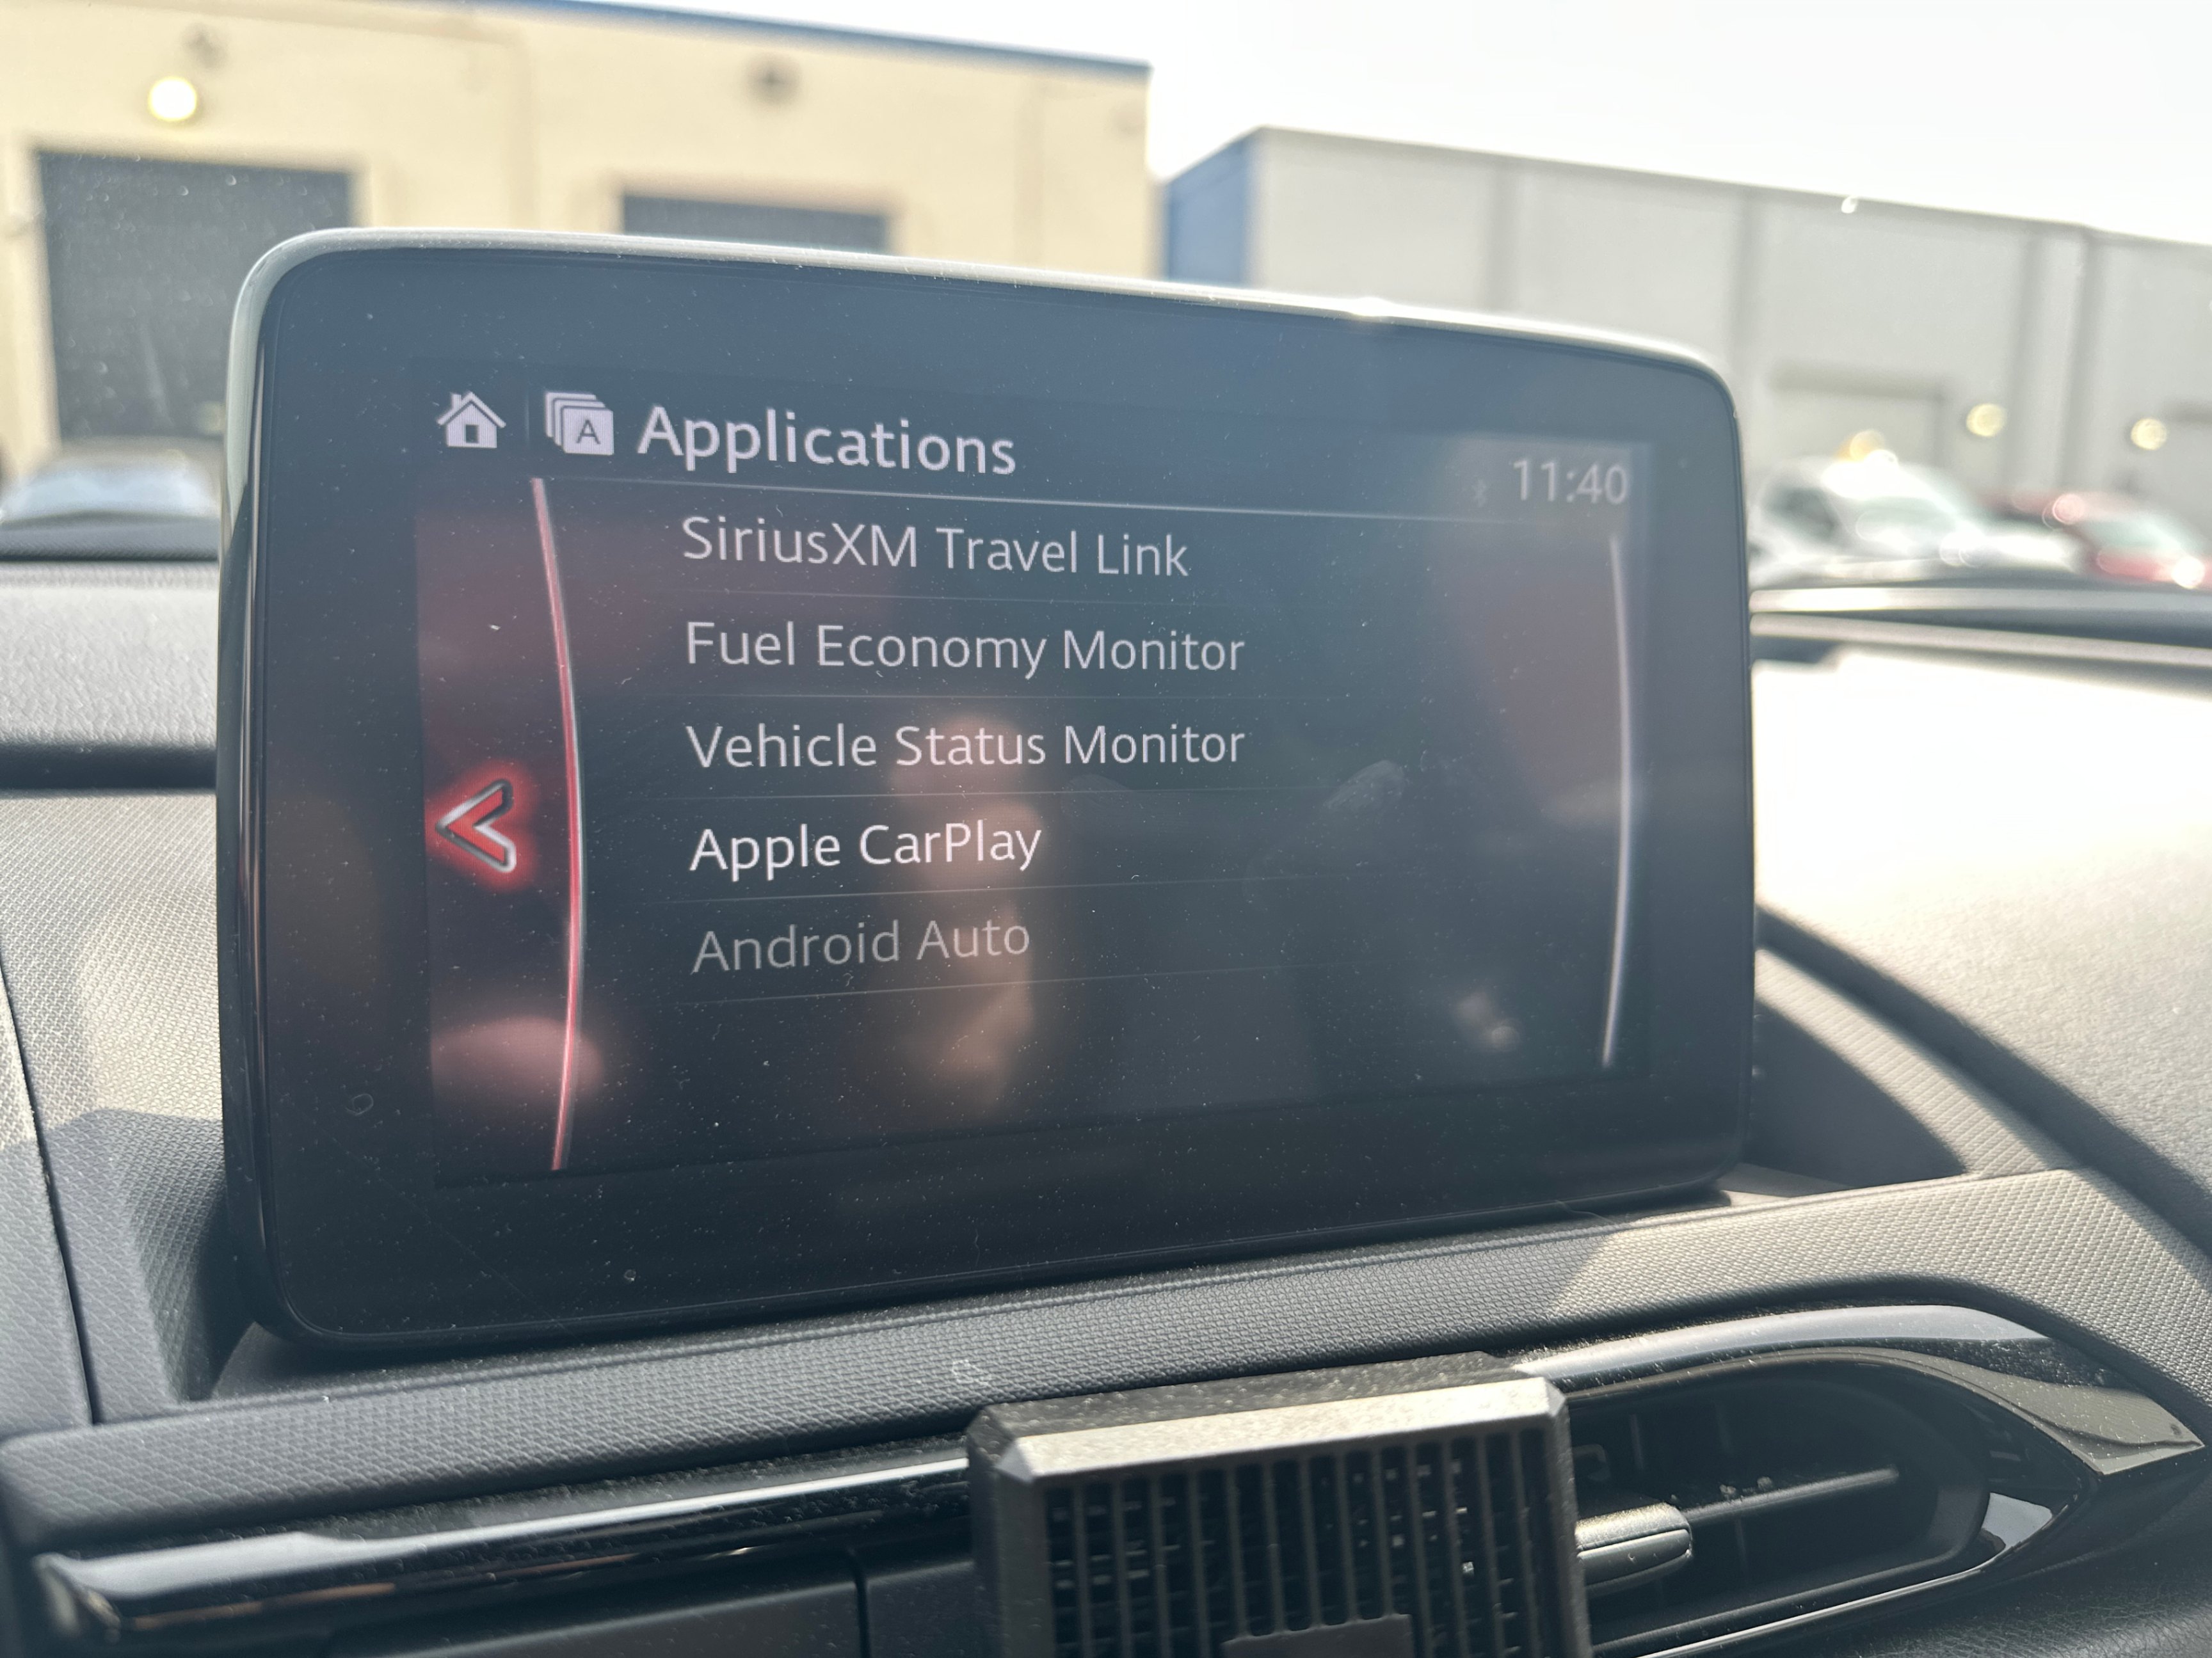 Applications
11:40
SiriusXM Travel Link
Fuel Economy Monitor
Vehicle Status Monitor
Apple CarPlay
Android Auto